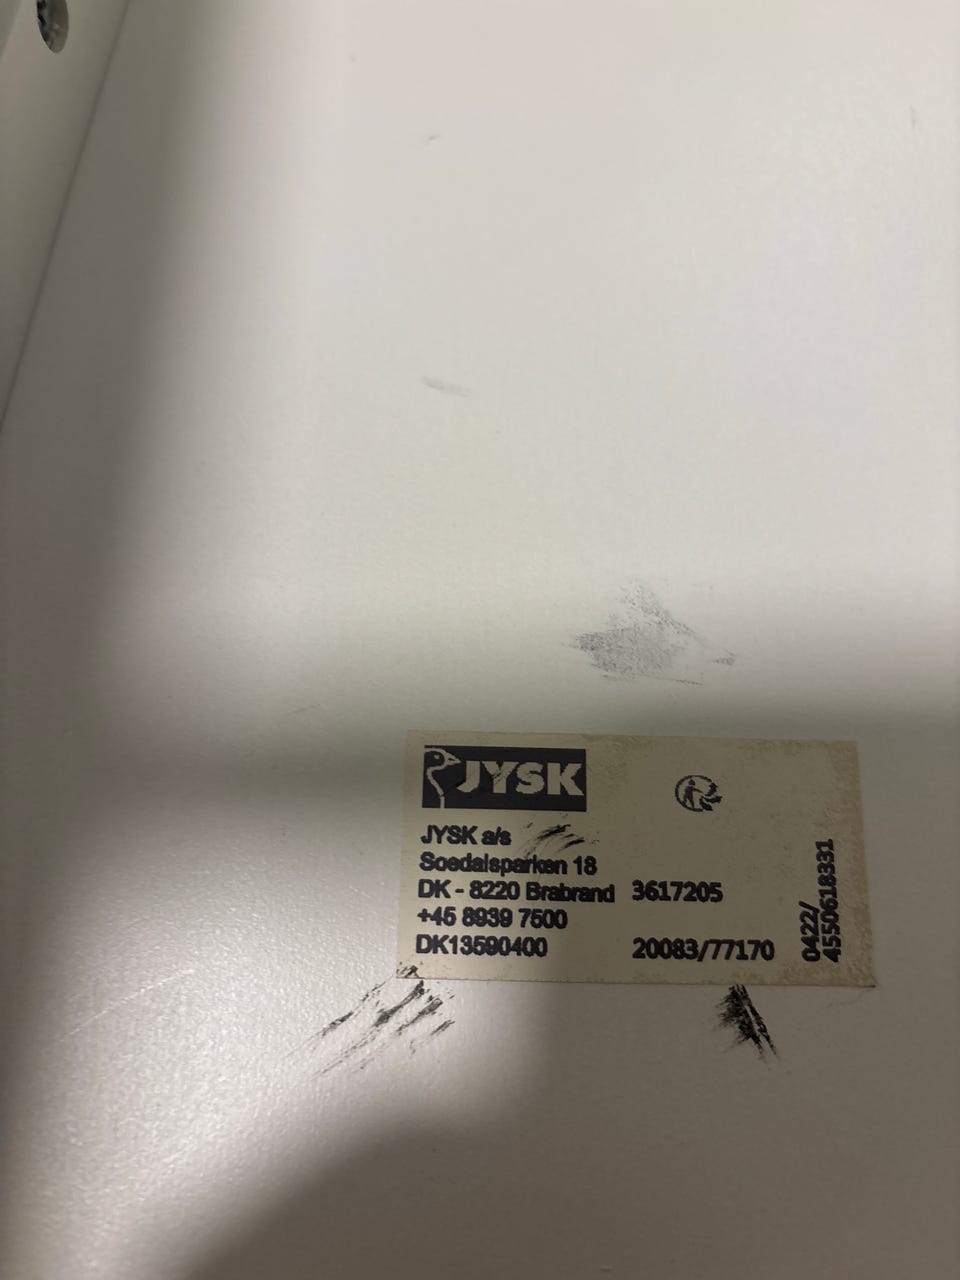 JYSK
JYSK a/s
Soedalsparken 18
DK - 8220 Brabrand 3617205
+45 8939 7500
DK13590400 20083/77170
0422/
4550618331